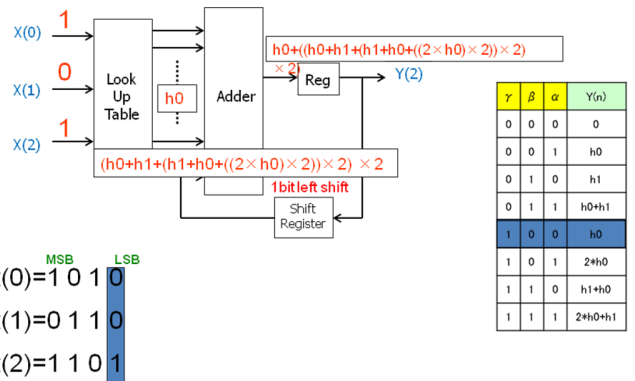 X(0)
1
X(1)
0
X(2)
1
Look
Up
Table
h0
Adder
h0+((h0+h1+(h1+h0+((2×h0)×2))×2)
×2)
Reg
Y(2)
(h0+h1+(h1+h0+((2×h0)×2))×2) ×2
1bit left shift
Shift
Register
γ β α Y(n)
0 0 0 0
0 0 1 h0
0 1 0 h1
0 1 1 h0+h1
1 0 0 h0
1 0 1 2*h0
1 1 0 h1+h0
1 1 1 2*h0+h1
MSB LSB
(0)=1 0 1 0
(1)=0 1 1 0
(2)=1 1 0 1